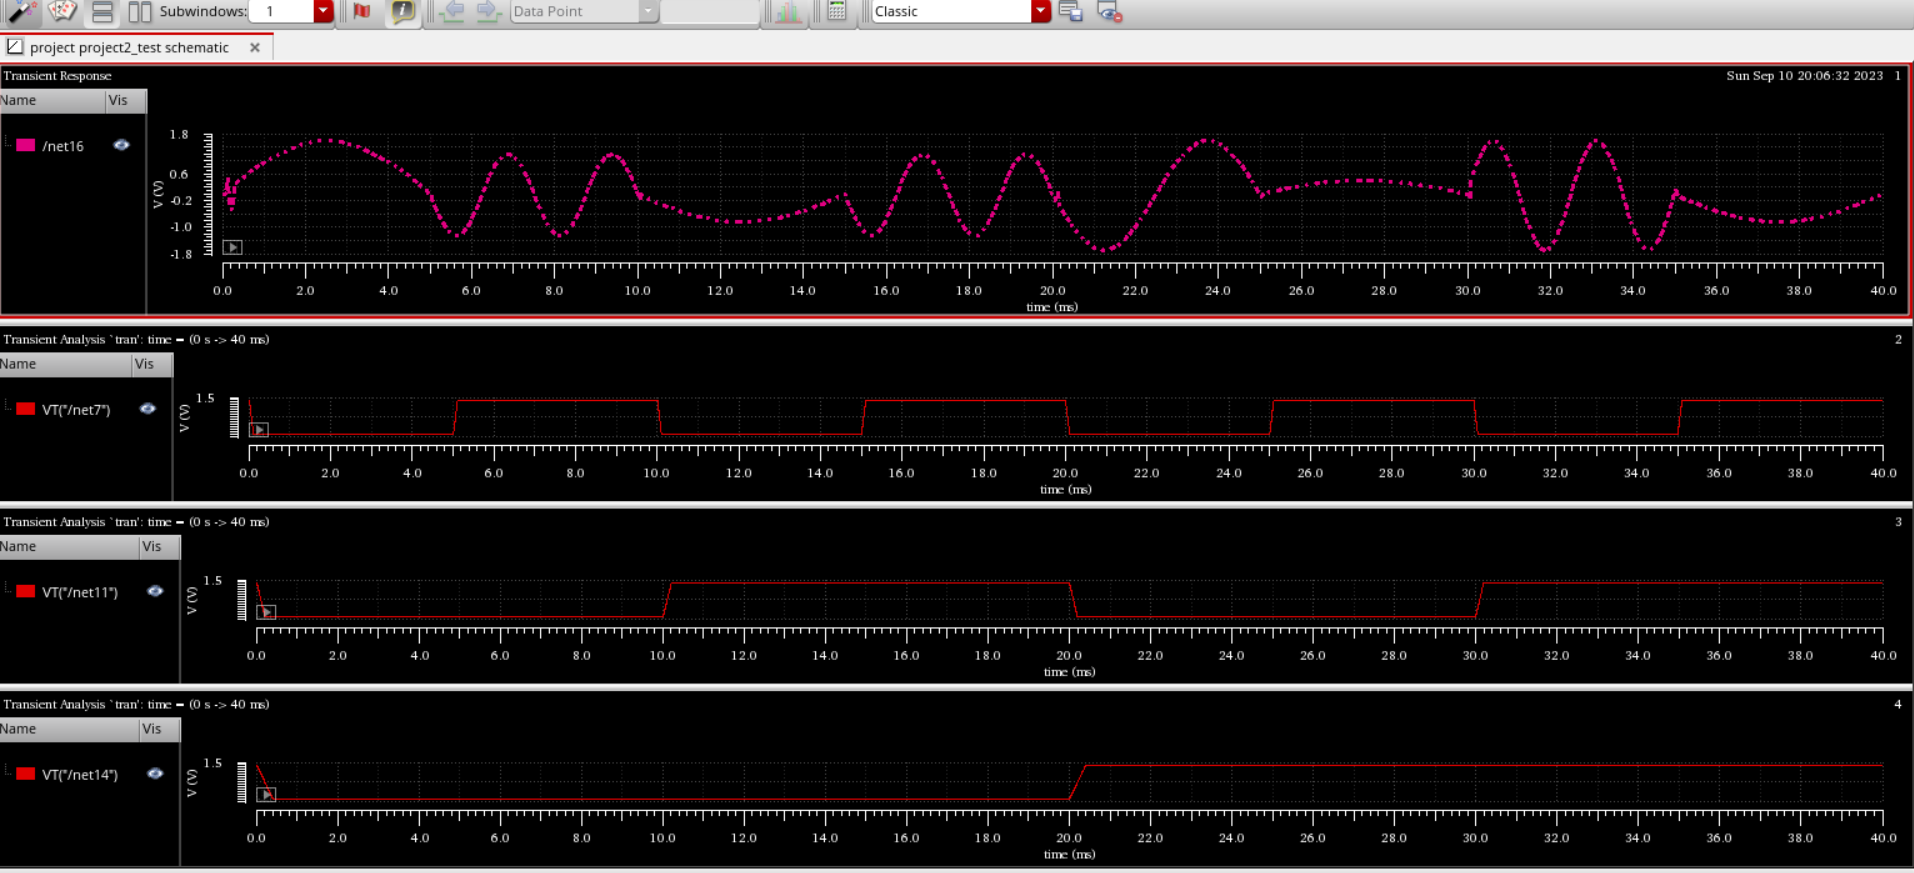 Subwindows: 1 Data Point Classic
project project2_test schematic
Transient Response Sun Sep 10 20:06:32 2023 1
Name Vis
/net16
V (V)
1.8
0.6
-0.2
-1.0
-1.8
0.0 2.0 4.0 6.0 8.0 10.0 12.0 14.0 16.0 18.0 20.0 22.0 24.0 26.0 28.0 30.0 32.0 34.0 36.0 38.0 40.0
time (ms)
Transient Analysis `tran': time = (0 s -> 40 ms) 2
Name Vis
VT("/net7")
V (V)
1.5
0.0 2.0 4.0 6.0 8.0 10.0 12.0 14.0 16.0 18.0 20.0 22.0 24.0 26.0 28.0 30.0 32.0 34.0 36.0 38.0 40.0
time (ms)
Transient Analysis `tran': time = (0 s -> 40 ms) 3
Name Vis
VT("/net11")
V (V)
1.5
0.0 2.0 4.0 6.0 8.0 10.0 12.0 14.0 16.0 18.0 20.0 22.0 24.0 26.0 28.0 30.0 32.0 34.0 36.0 38.0 40.0
time (ms)
Transient Analysis `tran': time = (0 s -> 40 ms) 4
Name Vis
VT("/net14")
V (V)
1.5
0.0 2.0 4.0 6.0 8.0 10.0 12.0 14.0 16.0 18.0 20.0 22.0 24.0 26.0 28.0 30.0 32.0 34.0 36.0 38.0 40.0
time (ms)